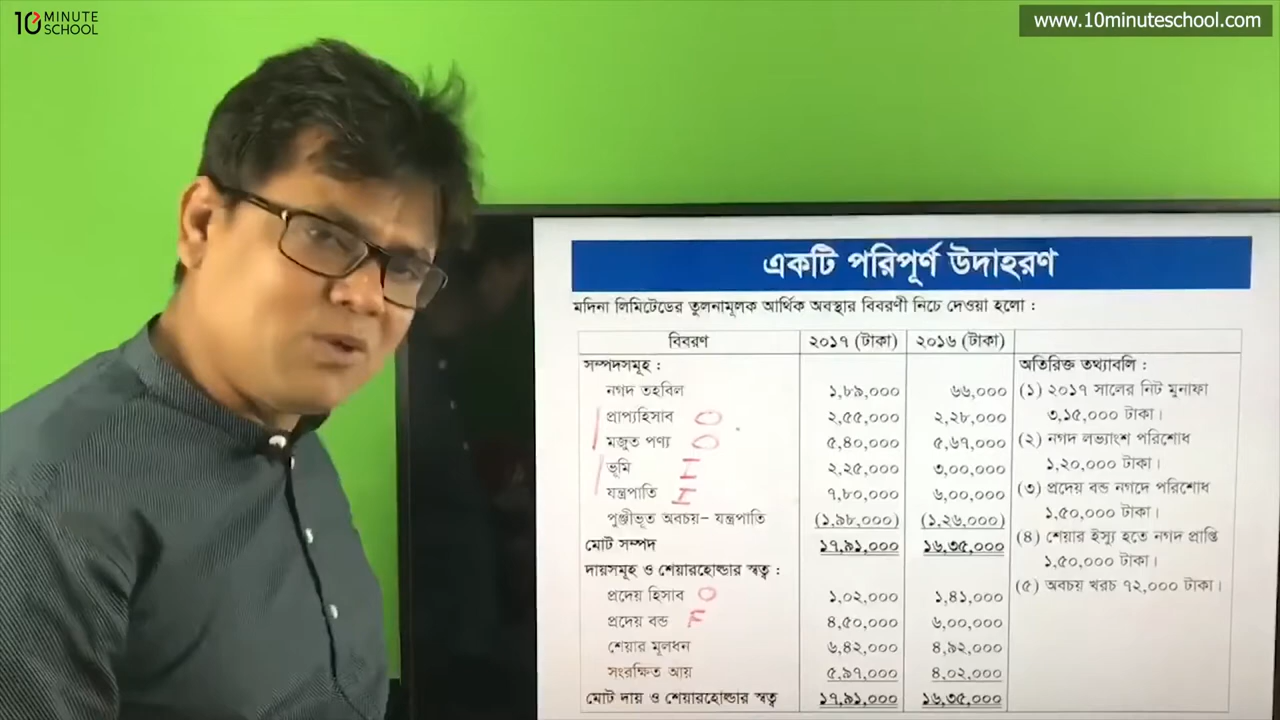 10 MINUTE SCHOOL
www.10minuteschool.com
একটি পরিপূর্ণ উদাহরণ
মদিনা লিমিটেডের তুলনামূলক আর্থিক অবস্থার বিবরণী নিচে দেওয়া হলো :
বিবরণ ২০১৭ (টাকা) ২০১৬ (টাকা)
সম্পদসমূহ : অতিরিক্ত তথ্যাবলি :
নগদ তহবিল ১,৮৯,০০০ ৬৬,০০০ (১) ২০১৭ সালের নিট মুনাফা
প্রাপ্যহিসাব O ২,৫৫,০০০ ২,২৮,০০০ ৩,১৫,০০০ টাকা।
মজুত পণ্য O ৫,৪০,০০০ ৫,৬৭,০০০ (২) নগদ লভ্যাংশ পরিশোধ
ভূমি ২,২৫,০০০ ৩,০০,০০০ ১,২০,০০০ টাকা।
যন্ত্রপাতি ৭,৮০,০০০ ৬,০০,০০০ (৩) প্রদেয় বন্ড নগদে পরিশোধ
পুঞ্জীভূত অবচয়– যন্ত্রপাতি (১,৯৮,০০০) (১,২৬,০০০) ১,৫০,০০০ টাকা।
মোট সম্পদ ১৭,৯১,০০০ ১৬,৩৫,০০০ (৪) শেয়ার ইস্যু হতে নগদ প্রাপ্তি
দায়সমূহ ও শেয়ারহোল্ডার স্বত্ব : ১,৫০,০০০ টাকা।
প্রদেয় হিসাব O ১,০২,০০০ ১,৪১,০০০ (৫) অবচয় খরচ ৭২,০০০ টাকা।
প্রদেয় বন্ড F ৪,৫০,০০০ ৬,০০,০০০
শেয়ার মূলধন ৬,৪২,০০০ ৪,৯২,০০০
সংরক্ষিত আয় ৫,৯৭,০০০ ৪,০২,০০০
মোট দায় ও শেয়ারহোল্ডার স্বত্ব ১৭,৯১,০০০ ১৬,৩৫,০০০